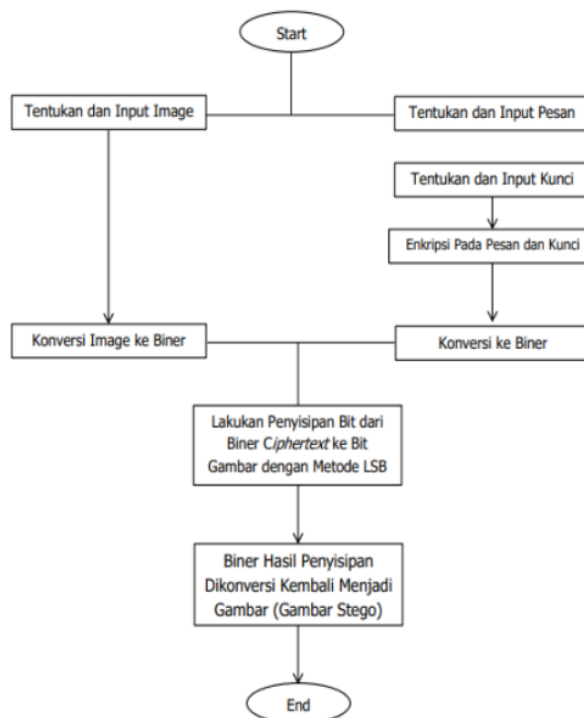 Start
Tentukan dan Input Image
Tentukan dan Input Pesan
Tentukan dan Input Kunci
Enkripsi Pada Pesan dan Kunci
Konversi Image ke Biner
Konversi ke Biner
Lakukan Penyisipan Bit dari
Biner Ciphertext ke Bit
Gambar dengan Metode LSB
Biner Hasil Penyisipan
Dikonversi Kembali Menjadi
Gambar (Gambar Stego)
End